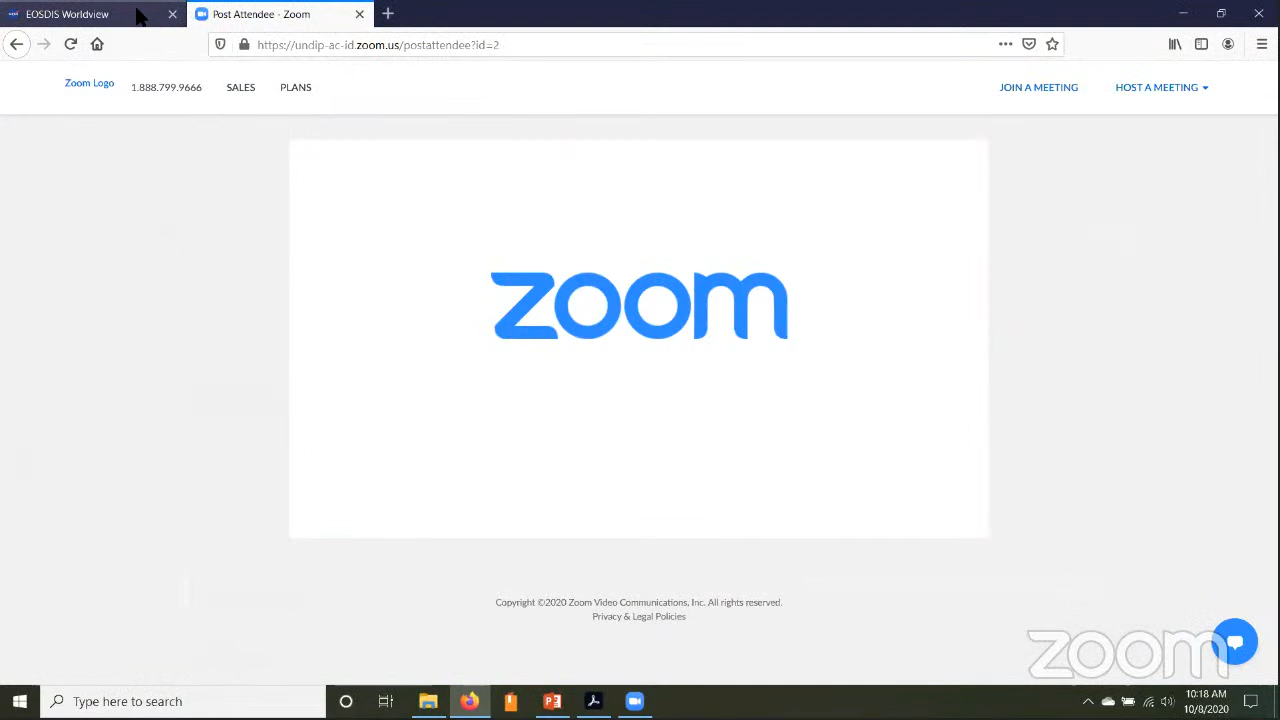 EOSDIS Worldview
Post Attendee - Zoom
https://undip-ac-id.zoom.us/postattendee?id=2
Zoom Logo
1.888.799.9666
SALES
PLANS
JOIN A MEETING
HOST A MEETING
zoom
Copyright ©2020 Zoom Video Communications, Inc. All rights reserved.
Privacy & Legal Policies
zoom
Type here to search
10:18 AM
10/8/2020